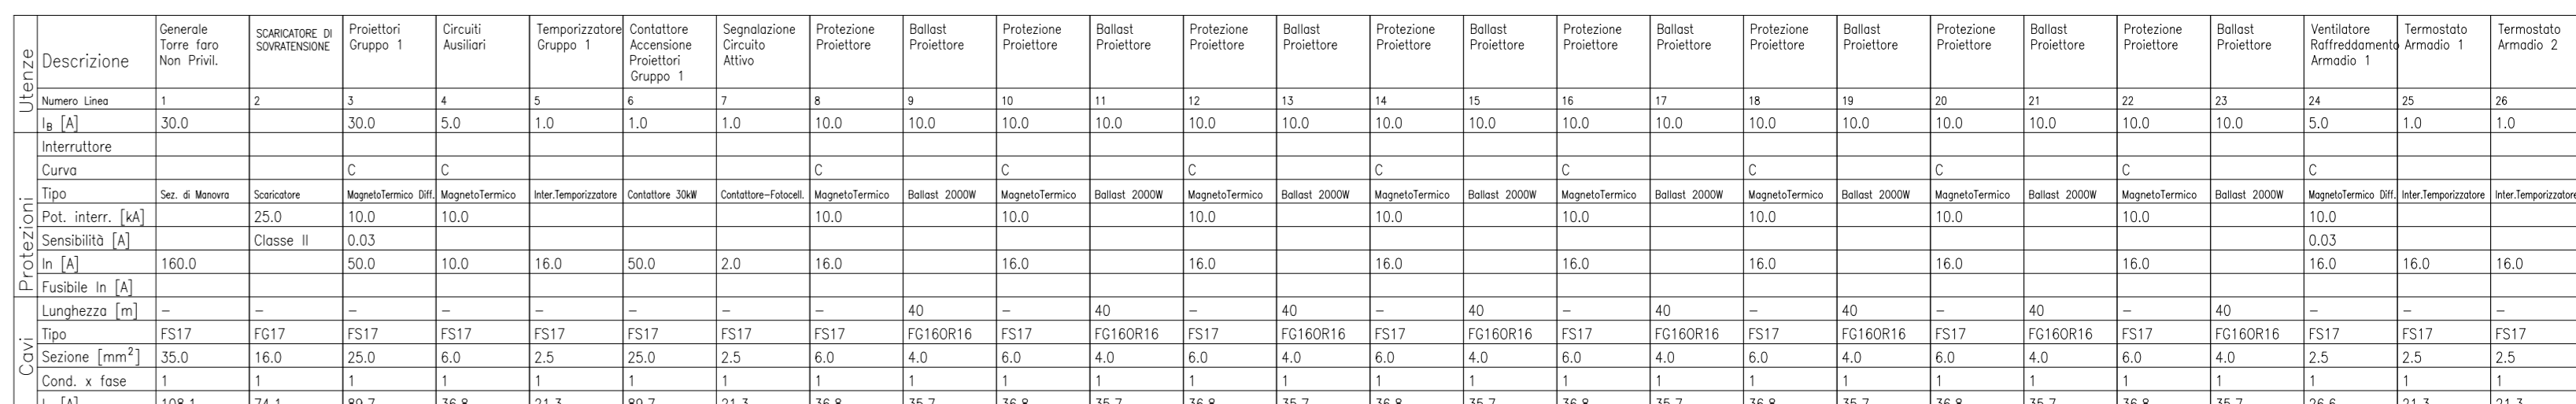 Utenze
Descrizione
Generale
Torre faro
Non Privil.
SCARICATORE DI
SOVRATENSIONE
Proiettori
Gruppo 1
Circuiti
Ausiliari
Temporizzatore
Gruppo 1
Contattore
Accensione
Proiettori
Gruppo 1
Segnalazione
Circuito
Attivo
Protezione
Proiettore
Ballast
Proiettore
Protezione
Proiettore
Ballast
Proiettore
Protezione
Proiettore
Ballast
Proiettore
Protezione
Proiettore
Ballast
Proiettore
Protezione
Proiettore
Ballast
Proiettore
Protezione
Proiettore
Ballast
Proiettore
Protezione
Proiettore
Ballast
Proiettore
Protezione
Proiettore
Ballast
Proiettore
Ventilatore
Raffreddamento
Armadio 1
Termostato
Armadio 1
Termostato
Armadio 2
Numero Linea 1 2 3 4 5 6 7 8 9 10 11 12 13 14 15 16 17 18 19 20 21 22 23 24 25 26
IB [A] 30.0 30.0 5.0 1.0 1.0 1.0 10.0 10.0 10.0 10.0 10.0 10.0 10.0 10.0 10.0 10.0 10.0 10.0 10.0 10.0 10.0 10.0 5.0 1.0 1.0
Protezioni
Interruttore
Curva C C C C C C C C C C C
Tipo Sez. di Manovra Scaricatore MagnetoTermico Diff. MagnetoTermico Inter.Temporizzatore Contattore 30kW Contattore-Fotocell. MagnetoTermico Ballast 2000W MagnetoTermico Ballast 2000W MagnetoTermico Ballast 2000W MagnetoTermico Ballast 2000W MagnetoTermico Ballast 2000W MagnetoTermico Ballast 2000W MagnetoTermico Ballast 2000W MagnetoTermico Ballast 2000W MagnetoTermico Diff. Inter.Temporizzatore Inter.Temporizzatore
Pot. interr. [kA] 25.0 10.0 10.0 10.0 10.0 10.0 10.0 10.0 10.0 10.0 10.0 10.0
Sensibilità [A] Classe II 0.03 0.03
In [A] 160.0 50.0 10.0 16.0 50.0 2.0 16.0 16.0 16.0 16.0 16.0 16.0 16.0 16.0 16.0 16.0 16.0
Fusibile In [A]
Cavi
Lunghezza [m] – – – – – – – – 40 – 40 – 40 – 40 – 40 – 40 – 40 – 40 – – –
Tipo FS17 FG17 FS17 FS17 FS17 FS17 FS17 FS17 FG16OR16 FS17 FG16OR16 FS17 FG16OR16 FS17 FG16OR16 FS17 FG16OR16 FS17 FG16OR16 FS17 FG16OR16 FS17 FG16OR16 FS17 FS17 FS17
Sezione [mm²] 35.0 16.0 25.0 6.0 2.5 25.0 2.5 6.0 4.0 6.0 4.0 6.0 4.0 6.0 4.0 6.0 4.0 6.0 4.0 6.0 4.0 6.0 4.0 2.5 2.5 2.5
Cond. x fase 1 1 1 1 1 1 1 1 1 1 1 1 1 1 1 1 1 1 1 1 1 1 1 1 1 1